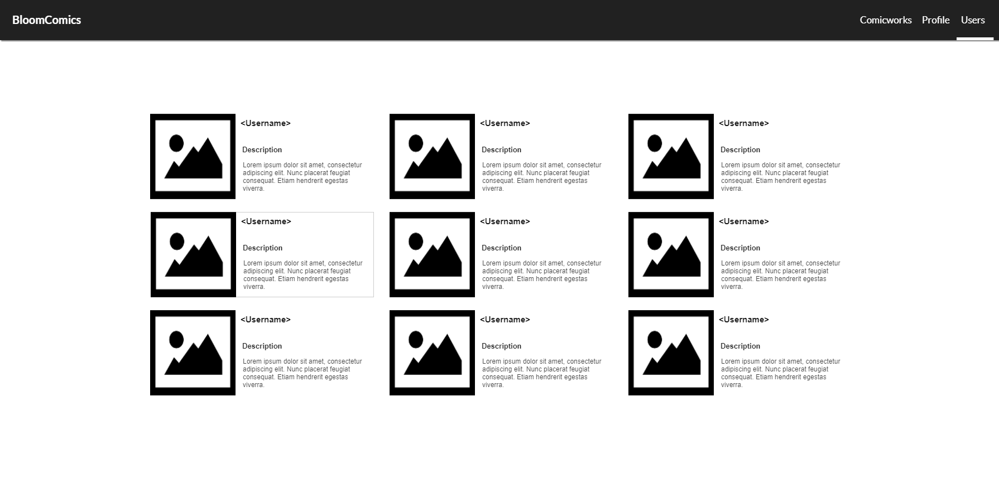 BloomComics
Comicworks Profile Users
<Username>
Description
Lorem ipsum dolor sit amet, consectetur
adipiscing elit. Nunc placerat feugiat
consequat. Etiam hendrerit egestas
viverra.
<Username>
Description
Lorem ipsum dolor sit amet, consectetur
adipiscing elit. Nunc placerat feugiat
consequat. Etiam hendrerit egestas
viverra.
<Username>
Description
Lorem ipsum dolor sit amet, consectetur
adipiscing elit. Nunc placerat feugiat
consequat. Etiam hendrerit egestas
viverra.
<Username>
Description
Lorem ipsum dolor sit amet, consectetur
adipiscing elit. Nunc placerat feugiat
consequat. Etiam hendrerit egestas
viverra.
<Username>
Description
Lorem ipsum dolor sit amet, consectetur
adipiscing elit. Nunc placerat feugiat
consequat. Etiam hendrerit egestas
viverra.
<Username>
Description
Lorem ipsum dolor sit amet, consectetur
adipiscing elit. Nunc placerat feugiat
consequat. Etiam hendrerit egestas
viverra.
<Username>
Description
Lorem ipsum dolor sit amet, consectetur
adipiscing elit. Nunc placerat feugiat
consequat. Etiam hendrerit egestas
viverra.
<Username>
Description
Lorem ipsum dolor sit amet, consectetur
adipiscing elit. Nunc placerat feugiat
consequat. Etiam hendrerit egestas
viverra.
<Username>
Description
Lorem ipsum dolor sit amet, consectetur
adipiscing elit. Nunc placerat feugiat
consequat. Etiam hendrerit egestas
viverra.